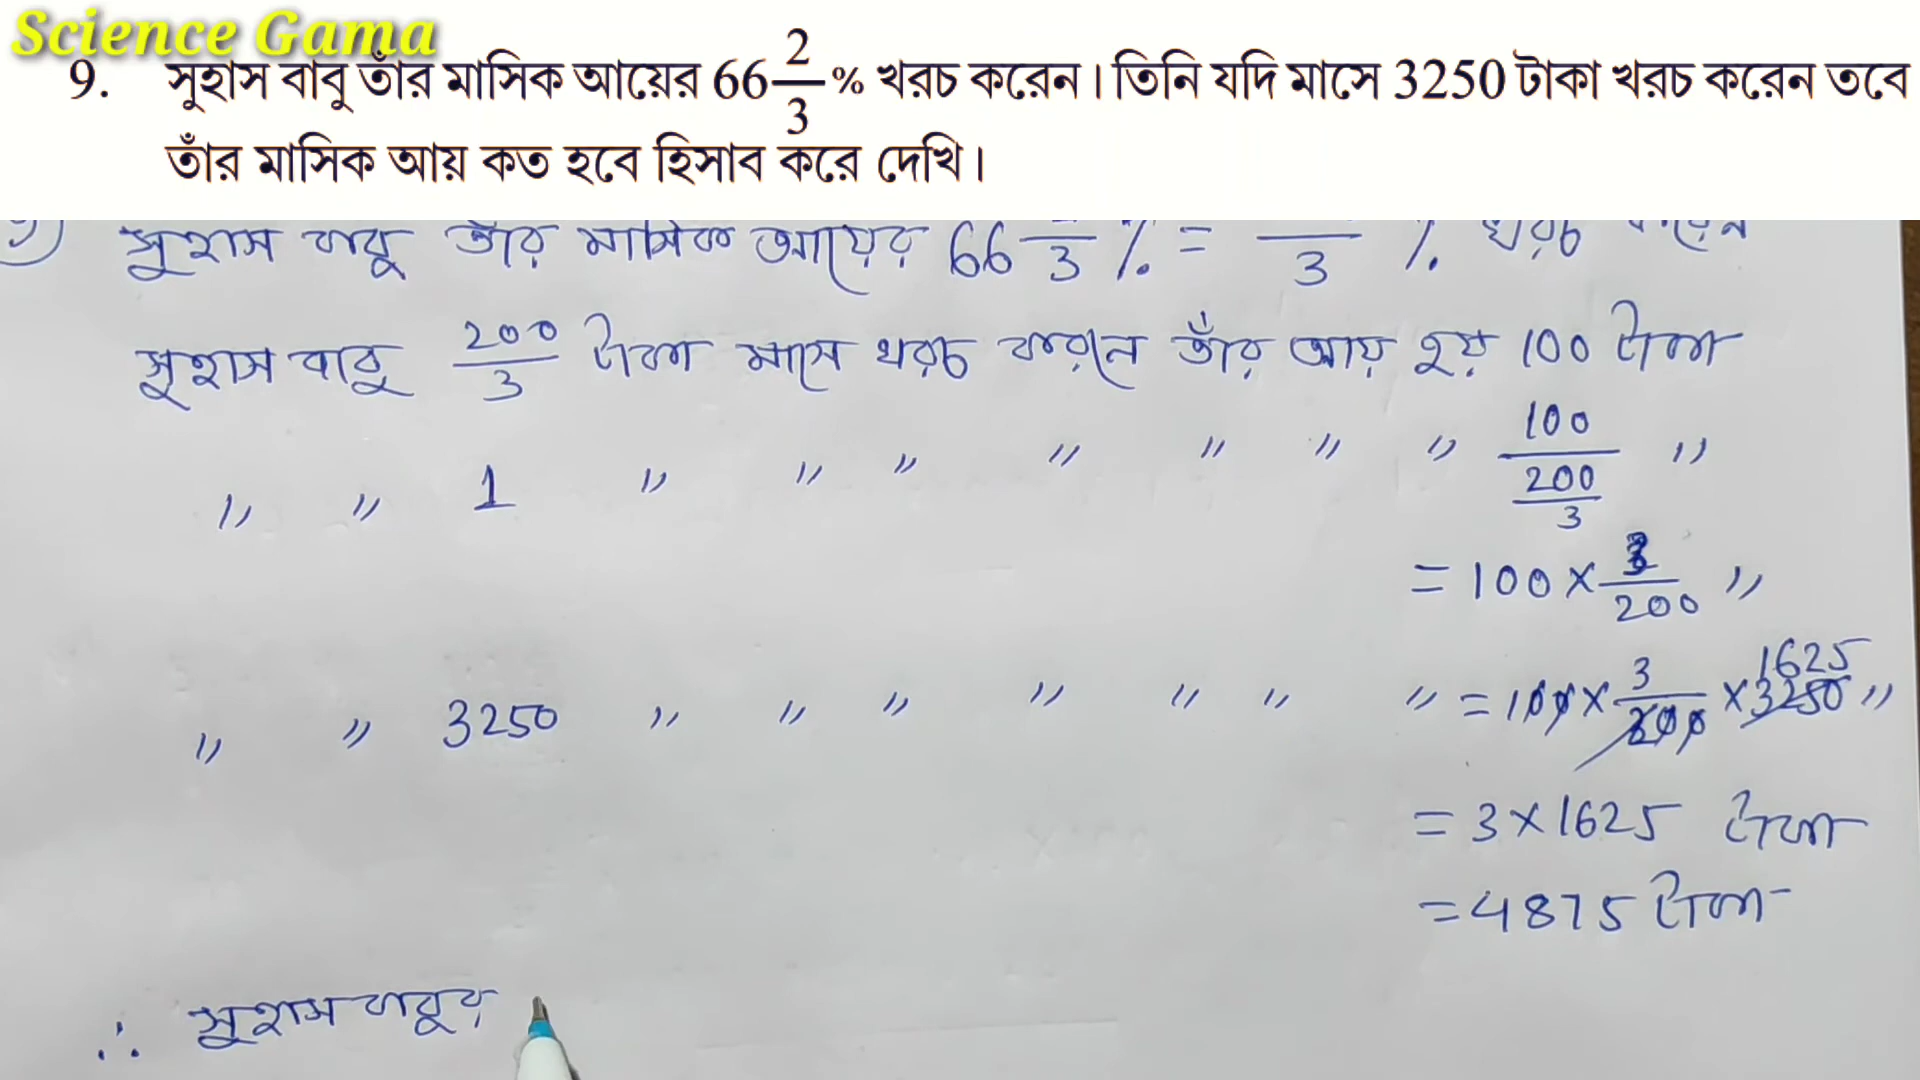 Science Gama
9. সুহাস বাবু তাঁর মাসিক আয়ের 66 2/3 % খরচ করেন। তিনি যদি মাসে 3250 টাকা খরচ করেন তবে
তাঁর মাসিক আয় কত হবে হিসাব করে দেখি।
9) সুহাস বাবু তাঁর মাসিক আয়ের 66 /3 % = /3 % খরচ করেন
সুহাস বাবু 200/3 টাকা মাসে খরচ করলে তাঁর আয় হয় 100 টাকা
" " 1 " " " " " " " 100/(200/3) "
= 100 × 3/200 "
" " 3250 " " " " " " " = 100 × 3/200 × 3250 " 1625
= 3 × 1625 টাকা
= 4875 টাকা
∴ সুহাস বাবুর